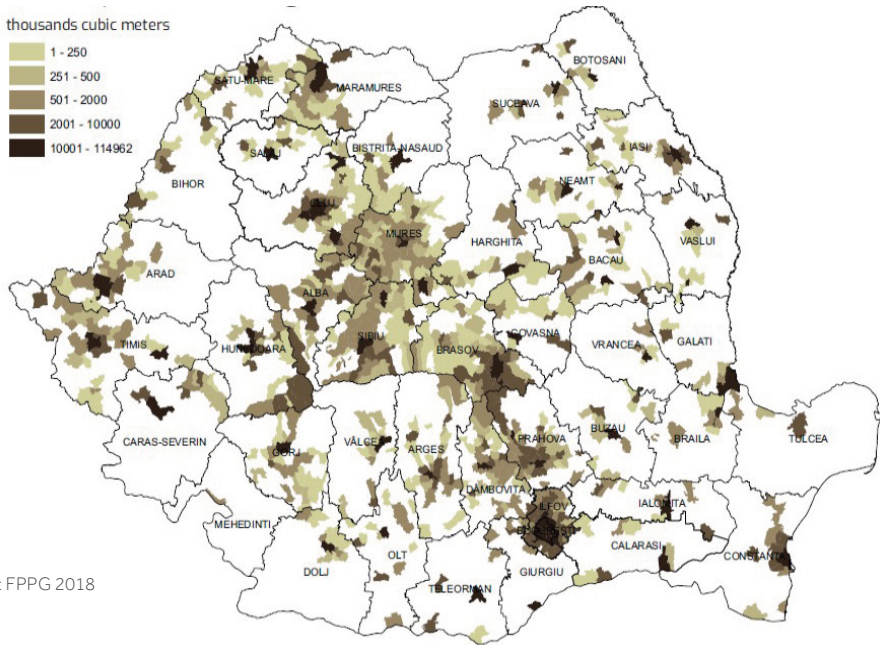 thousands cubic meters
1 - 250
251 - 500
501 - 2000
2001 - 10000
10001 - 114962
BOTOSANI
SATU-MARE
MARAMURES
SUCEAVA
SALAJ
BISTRITA-NASAUD
IASI
BIHOR
NEAMT
CLUJ
MURES
HARGHITA
VASLUI
BACAU
ARAD
ALBA
TIMIS
HUNEDOARA
SIBIU
BRASOV
COVASNA
VRANCEA
GALATI
CARAS-SEVERIN
GORJ
VÂLCEA
ARGES
PRAHOVA
BUZAU
BRAILA
TULCEA
DAMBOVITA
ILFOV
IALOMITA
MEHEDINTI
BUCURESTI
CALARASI
CONSTANTA
DOLJ
OLT
TELEORMAN
GIURGIU
: FPPG 2018